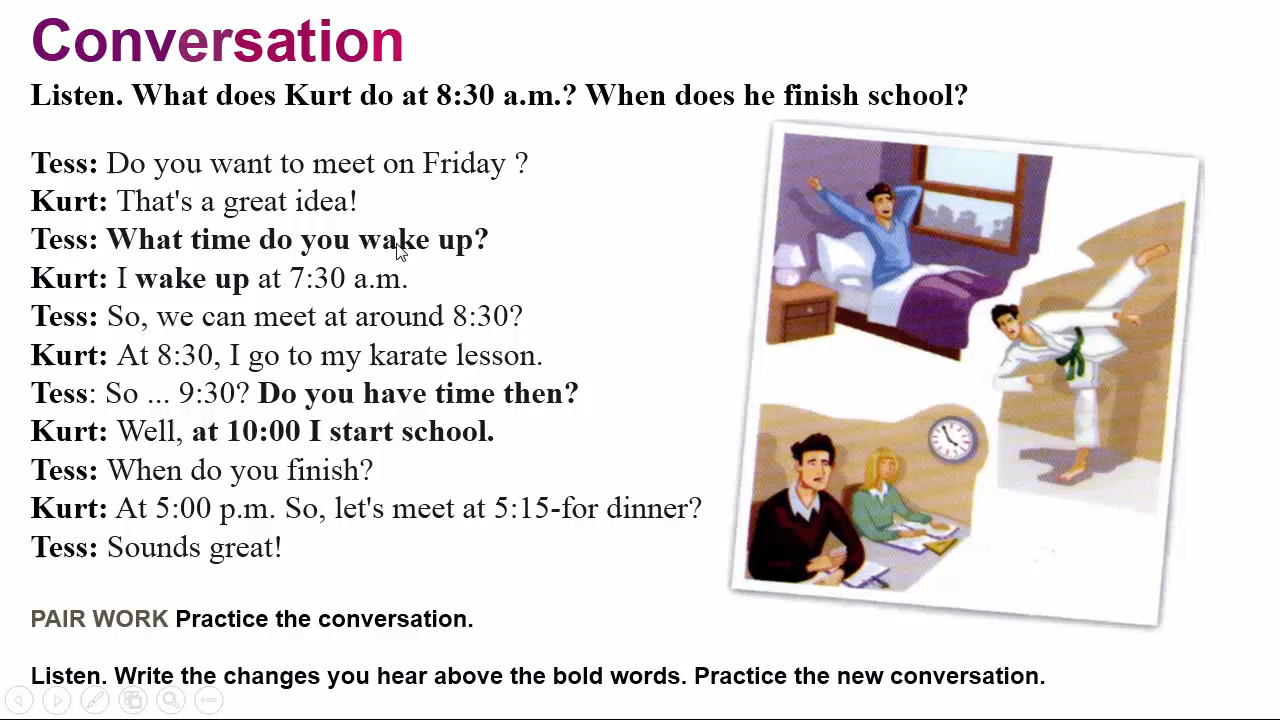 Conversation
Listen. What does Kurt do at 8:30 a.m.? When does he finish school?
Tess: Do you want to meet on Friday ?
Kurt: That's a great idea!
Tess: What time do you wake up?
Kurt: I wake up at 7:30 a.m.
Tess: So, we can meet at around 8:30?
Kurt: At 8:30, I go to my karate lesson.
Tess: So ... 9:30? Do you have time then?
Kurt: Well, at 10:00 I start school.
Tess: When do you finish?
Kurt: At 5:00 p.m. So, let's meet at 5:15-for dinner?
Tess: Sounds great!
PAIR WORK Practice the conversation.
Listen. Write the changes you hear above the bold words. Practice the new conversation.